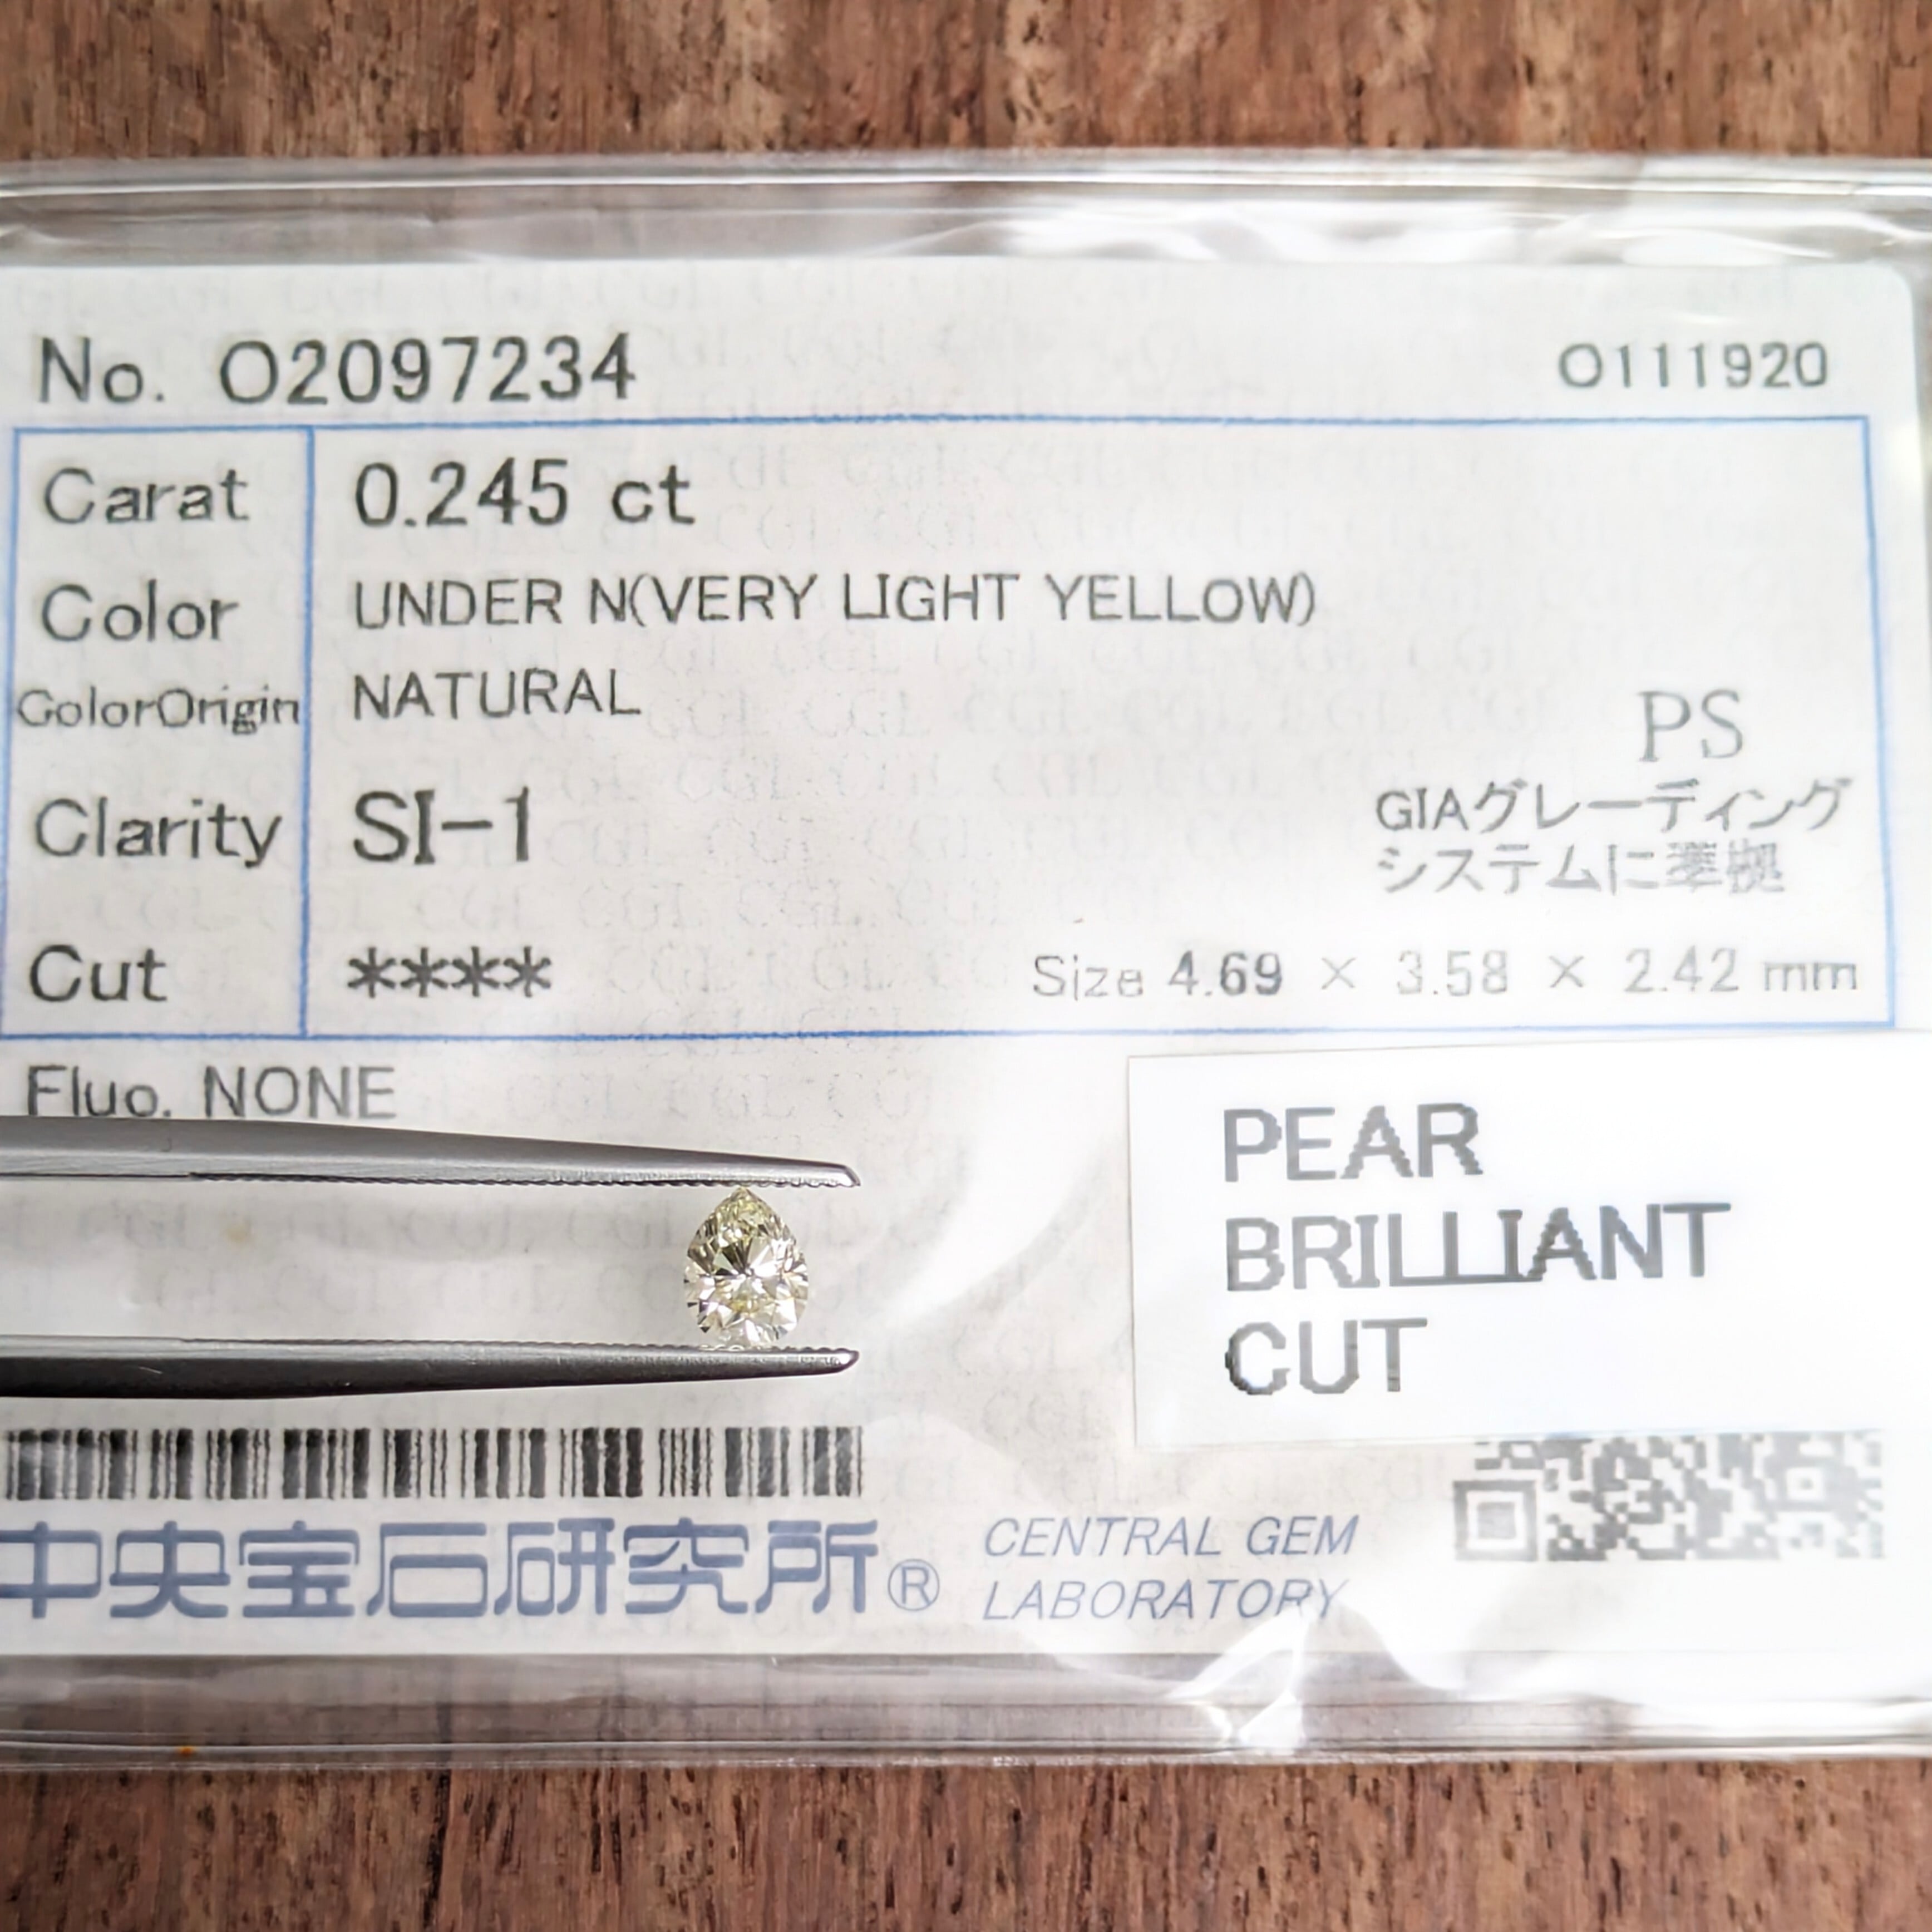 No. O2097234
O111920
Carat 0.245 ct
Color UNDER N(VERY LIGHT YELLOW)
ColorOrigin NATURAL
PS
Clarity SI-1
GIAグレーディング
システムに準拠
Cut ****
Size 4.69 × 3.58 × 2.42 mm
Fluo. NONE
PEAR
BRILLIANT
CUT
中央宝石研究所®
CENTRAL GEM
LABORATORY